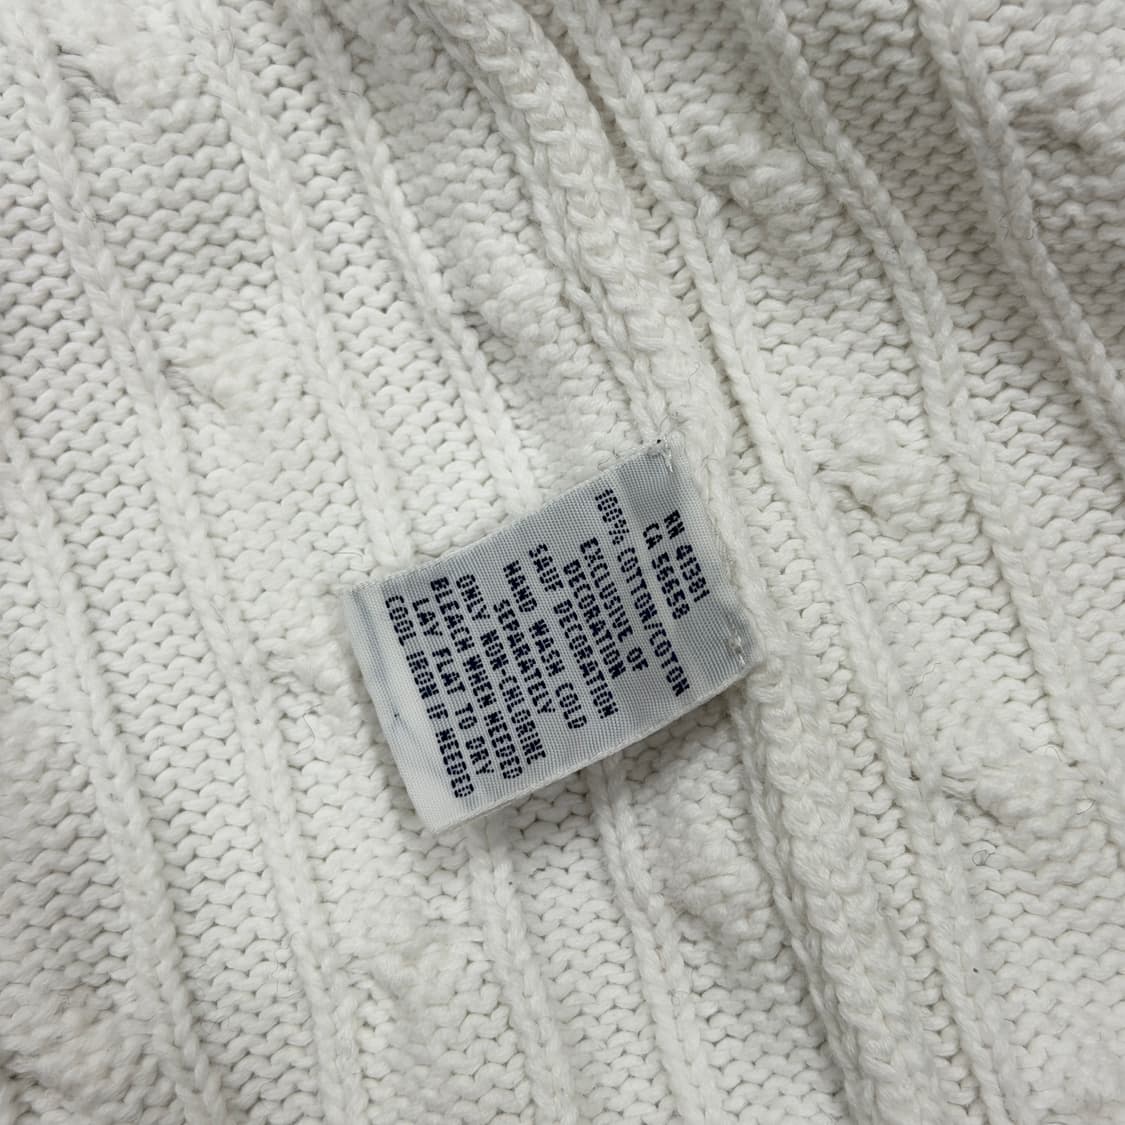 RN 41381
CA 5658
100% COTTON/COTON
EXCLUSIVE OF
DECORATION
SAUF DECORATION
HAND WASH COLD
SEPARATELY
ONLY NON-CHLORINE
BLEACH WHEN NEEDED
LAY FLAT TO DRY
COOL IRON IF NEEDED